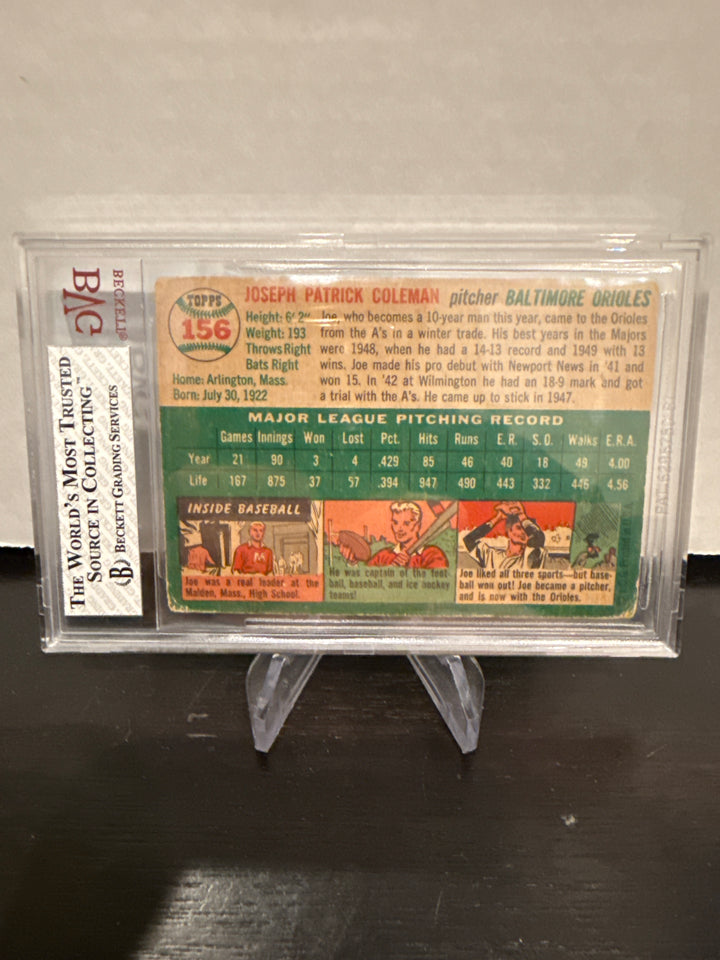 BECKETT®
BVG
THE WORLD'S MOST TRUSTED
SOURCE IN COLLECTING™
BECKETT GRADING SERVICES
TOPPS
156
JOSEPH PATRICK COLEMAN pitcher BALTIMORE ORIOLES
Height: 6' 2"
Weight: 193
Throws Right
Bats Right
Home: Arlington, Mass.
Born: July 30, 1922
Joe, who becomes a 10-year man this year, came to the Orioles
from the A's in a winter trade. His best years in the Majors
were 1948, when he had a 14-13 record and 1949 with 13
wins. Joe made his pro debut with Newport News in '41 and
won 15. In '42 at Wilmington he had an 18-9 mark and got
a trial with the A's. He came up to stick in 1947.
MAJOR LEAGUE PITCHING RECORD
Games Innings Won Lost Pct. Hits Runs E.R. S.O. Walks E.R.A.
Year 21 90 3 4 .429 85 46 40 18 49 4.00
Life 167 875 37 57 .394 947 490 443 332 446 4.56
INSIDE BASEBALL
Joe was a real leader at the
Malden, Mass., High School.
He was captain of the foot-
ball, baseball, and ice hockey
teams!
Joe liked all three sports—but base-
ball won out! Joe became a pitcher,
and is now with the Orioles.